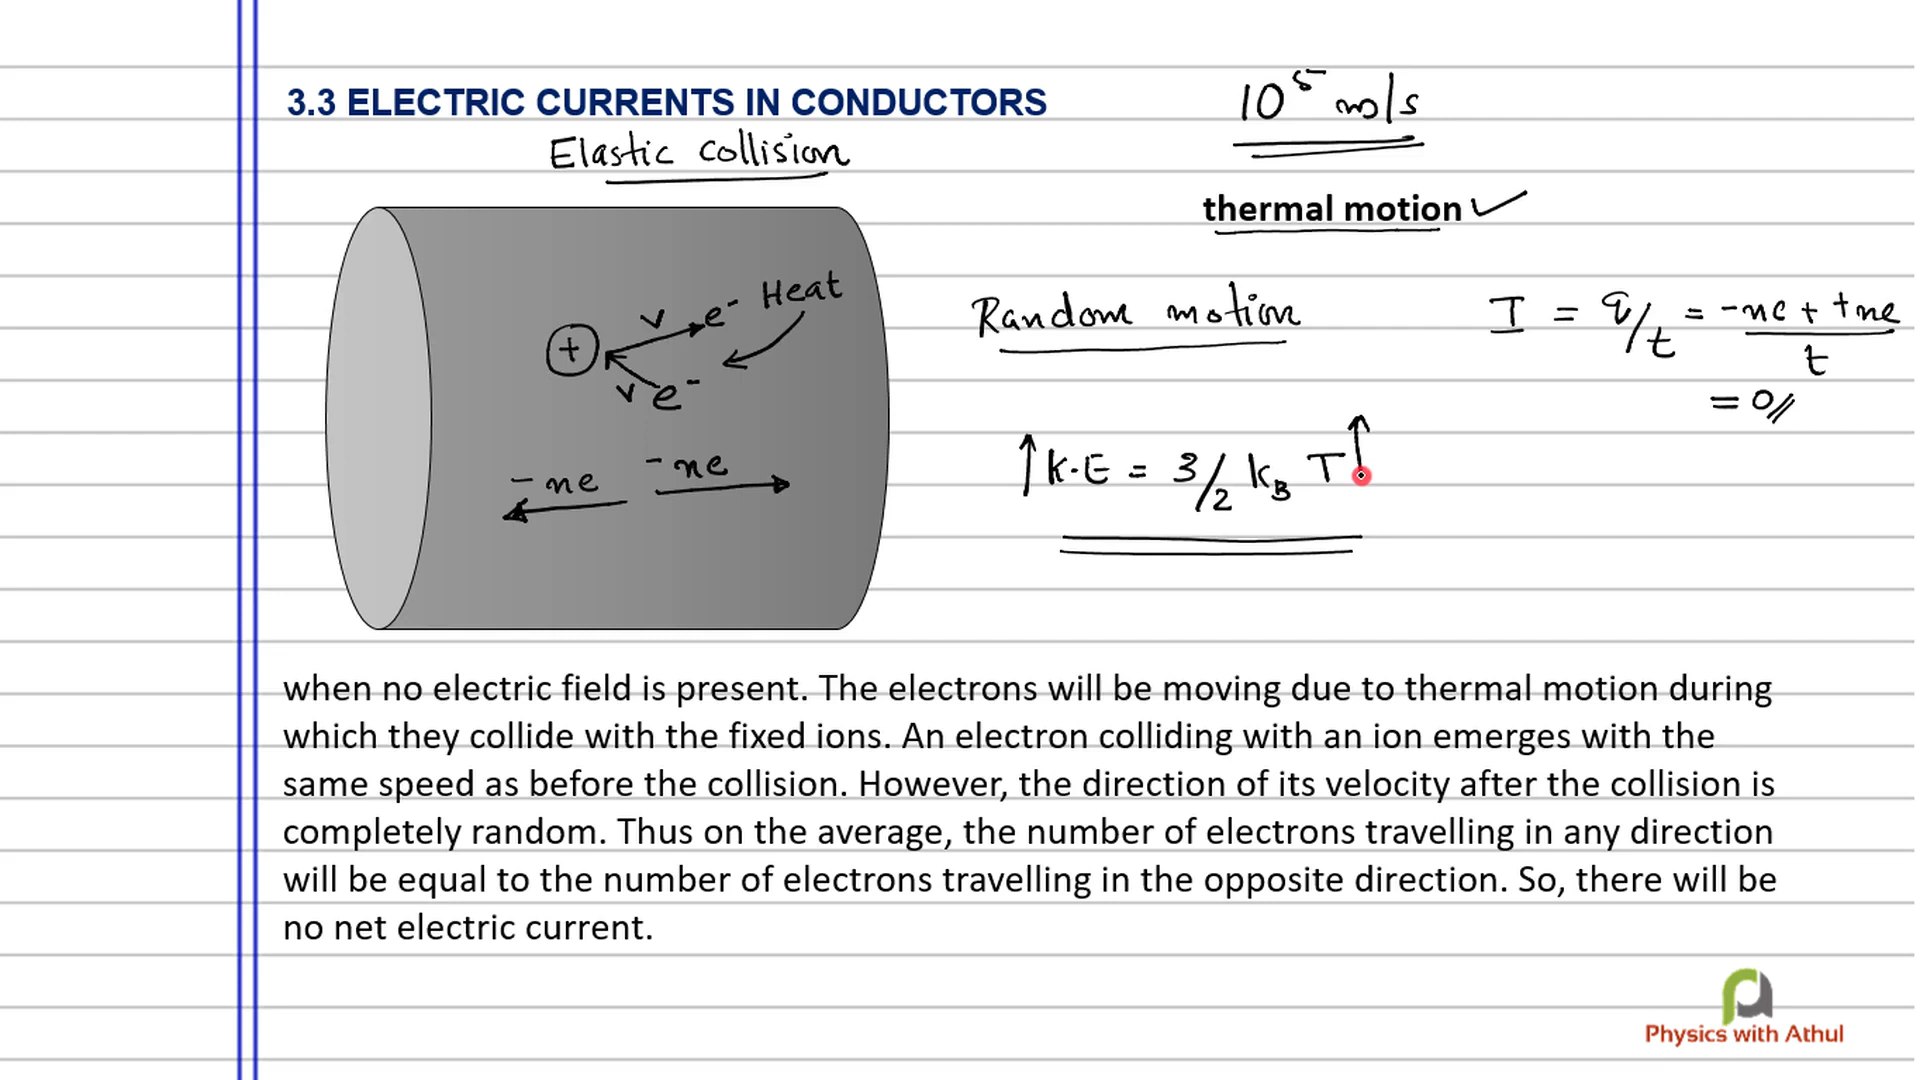 3.3 ELECTRIC CURRENTS IN CONDUCTORS
10⁵ m/s
Elastic collision
thermal motion
Random motion
I = q/t = -ne + +ne / t
= 0
Heat
+ v e⁻
v e⁻
-ne -ne
K.E = 3/2 k_B T
when no electric field is present. The electrons will be moving due to thermal motion during
which they collide with the fixed ions. An electron colliding with an ion emerges with the
same speed as before the collision. However, the direction of its velocity after the collision is
completely random. Thus on the average, the number of electrons travelling in any direction
will be equal to the number of electrons travelling in the opposite direction. So, there will be
no net electric current.
Physics with Athul